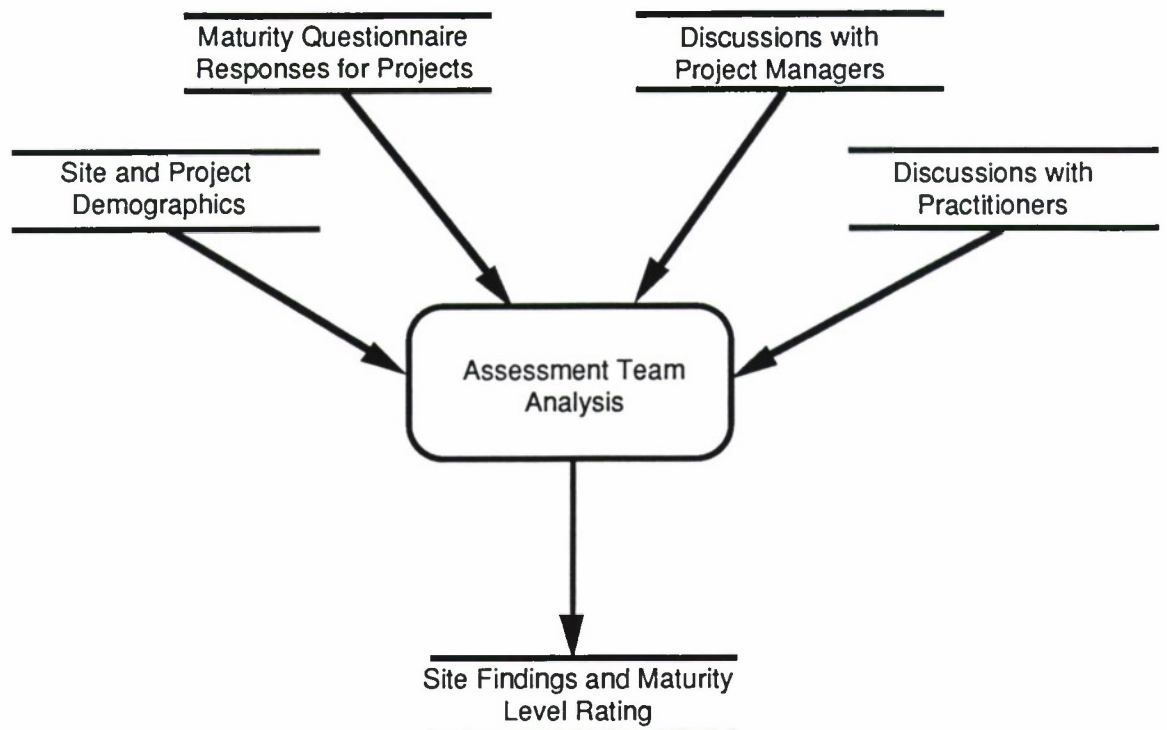 Maturity Questionnaire
Responses for Projects
Discussions with
Project Managers
Site and Project
Demographics
Discussions with
Practitioners
Assessment Team
Analysis
Site Findings and Maturity
Level Rating